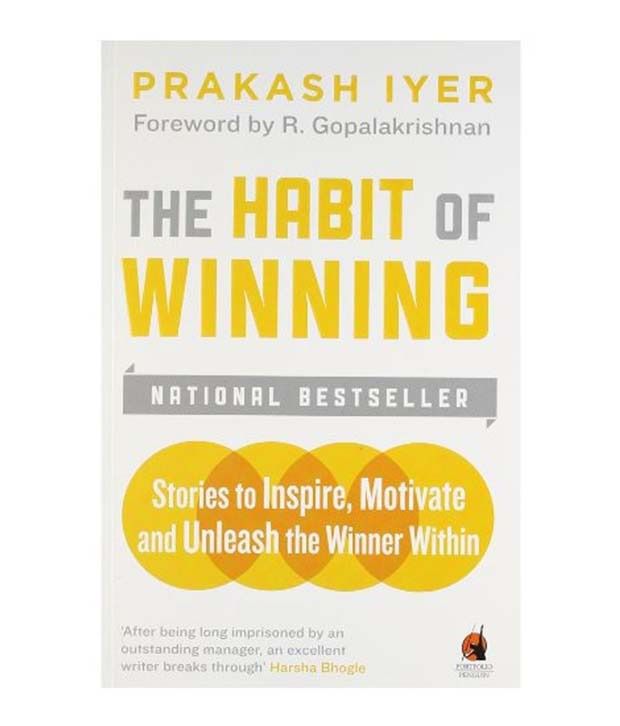 PRAKASH IYER
Foreword by R. Gopalakrishnan
THE HABIT OF
WINNING
NATIONAL BESTSELLER
Stories to Inspire, Motivate
and Unleash the Winner Within
'After being long imprisoned by an
outstanding manager, an excellent
writer breaks through' Harsha Bhogle
PORTFOLIO
PENGUIN